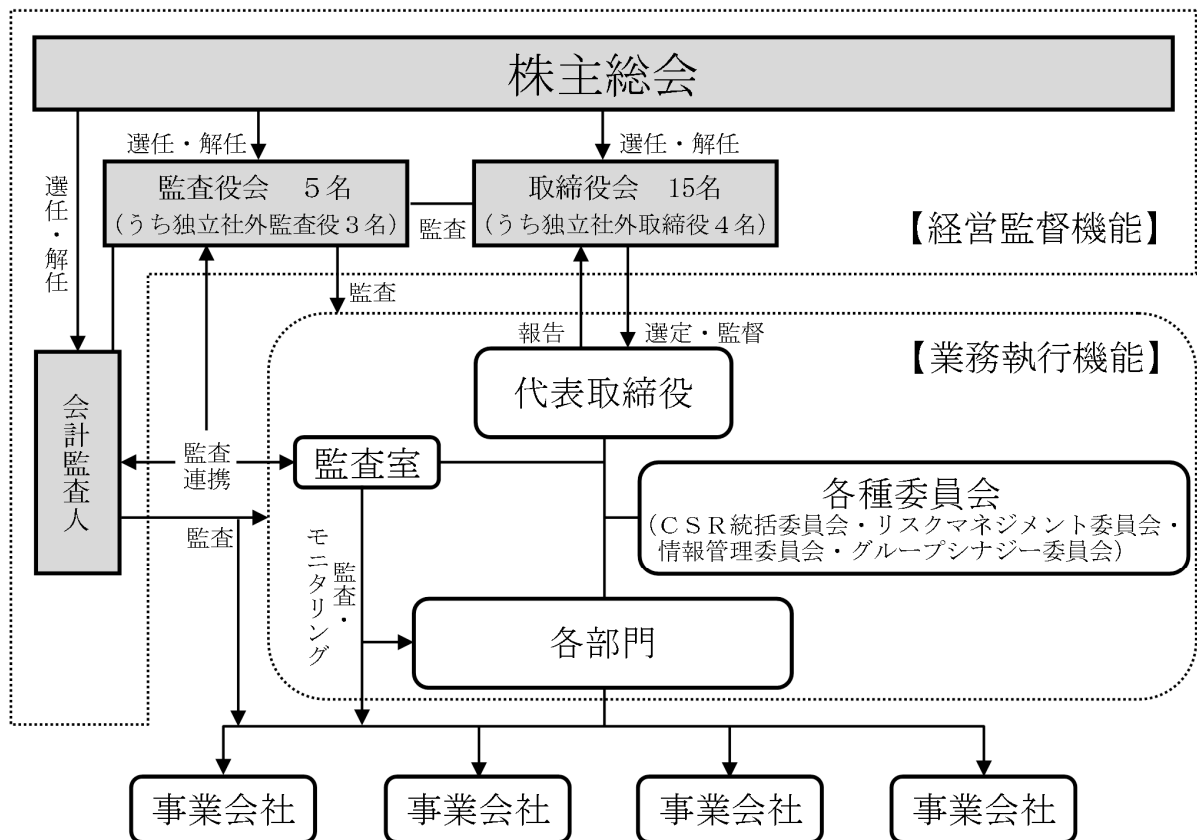 株主総会
選任・解任
選任・解任
選任・解任
監査役会　５名
（うち独立社外監査役３名）
監査
取締役会　15名
（うち独立社外取締役４名）
【経営監督機能】
監査
報告
選定・監督
【業務執行機能】
代表取締役
会計監査人
監査
連携
監査室
各種委員会
（ＣＳＲ統括委員会・リスクマネジメント委員会・
情報管理委員会・グループシナジー委員会）
監査
監査・
モニタリング
各部門
事業会社
事業会社
事業会社
事業会社